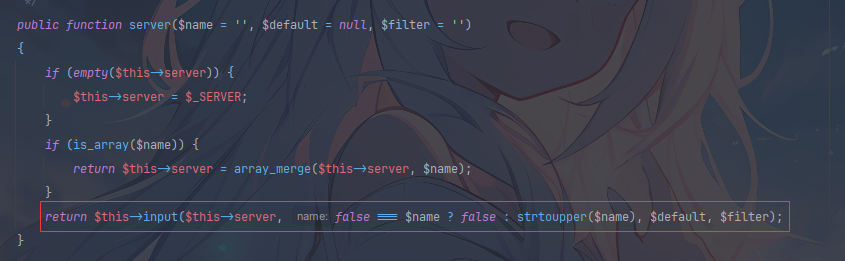 */
public function server($name = '', $default = null, $filter = '')
{
if (empty($this->server)) {
$this->server = $_SERVER;
}
if (is_array($name)) {
return $this->server = array_merge($this->server, $name);
}
return $this->input($this->server, name: false === $name ? false : strtoupper($name), $default, $filter);
}